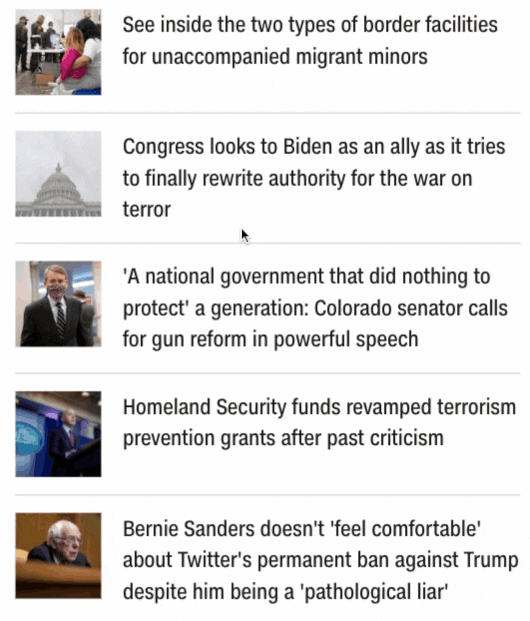 See inside the two types of border facilities
for unaccompanied migrant minors
Congress looks to Biden as an ally as it tries
to finally rewrite authority for the war on
terror
'A national government that did nothing to
protect' a generation: Colorado senator calls
for gun reform in powerful speech
Homeland Security funds revamped terrorism
prevention grants after past criticism
Bernie Sanders doesn't 'feel comfortable'
about Twitter's permanent ban against Trump
despite him being a 'pathological liar'